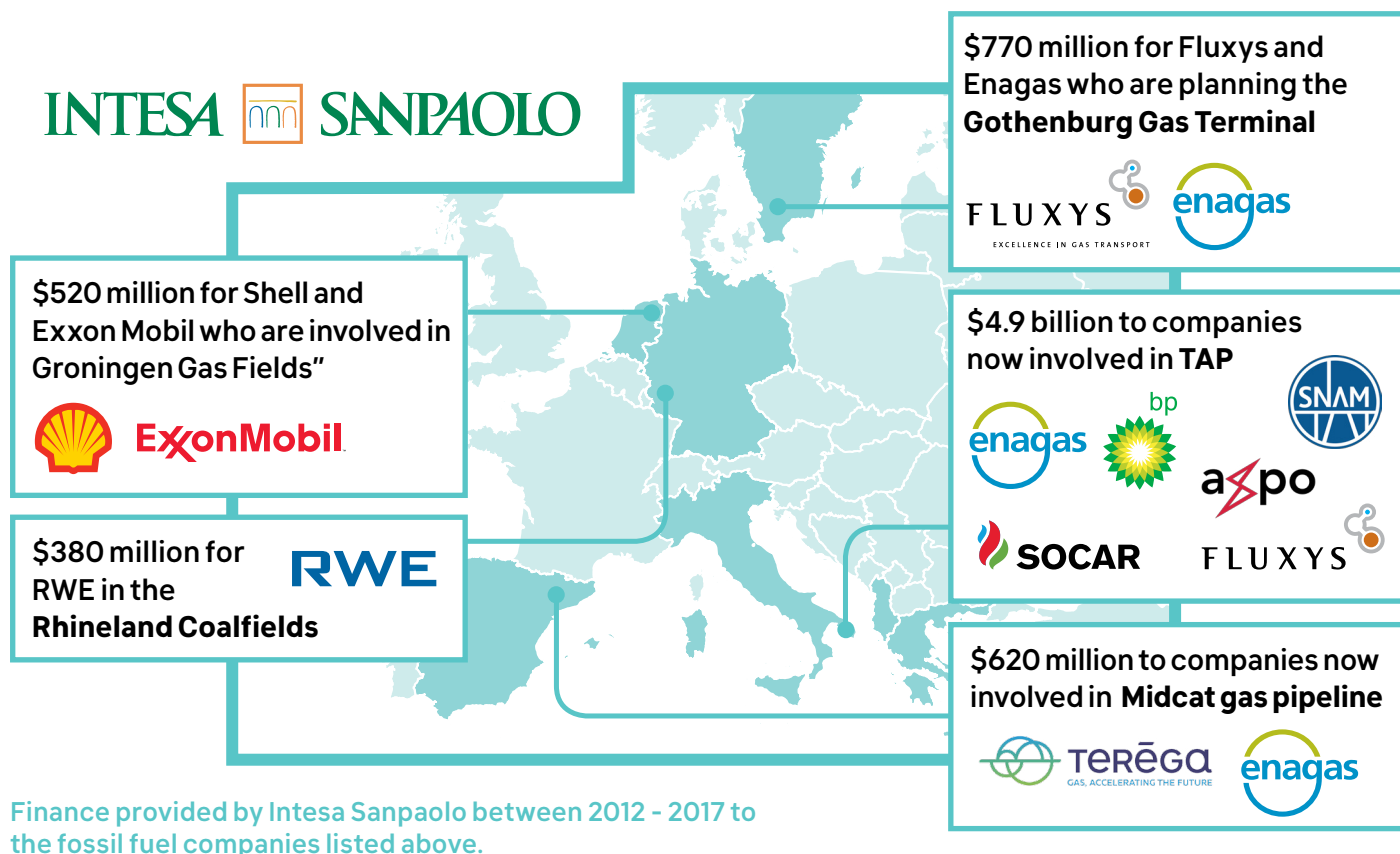 INTESA SANPAOLO
$770 million for Fluxys and
Enagas who are planning the
Gothenburg Gas Terminal
FLUXYS
EXCELLENCE IN GAS TRANSPORT
enagas
$520 million for Shell and
Exxon Mobil who are involved in
Groningen Gas Fields”
ExxonMobil
$4.9 billion to companies
now involved in TAP
SNAM
bp
enagas
axpo
SOCAR
FLUXYS
$380 million for
RWE in the
Rhineland Coalfields
RWE
$620 million to companies now
involved in Midcat gas pipeline
TERĒGA
GAS, ACCELERATING THE FUTURE
enagas
Finance provided by Intesa Sanpaolo between 2012 - 2017 to
the fossil fuel companies listed above.